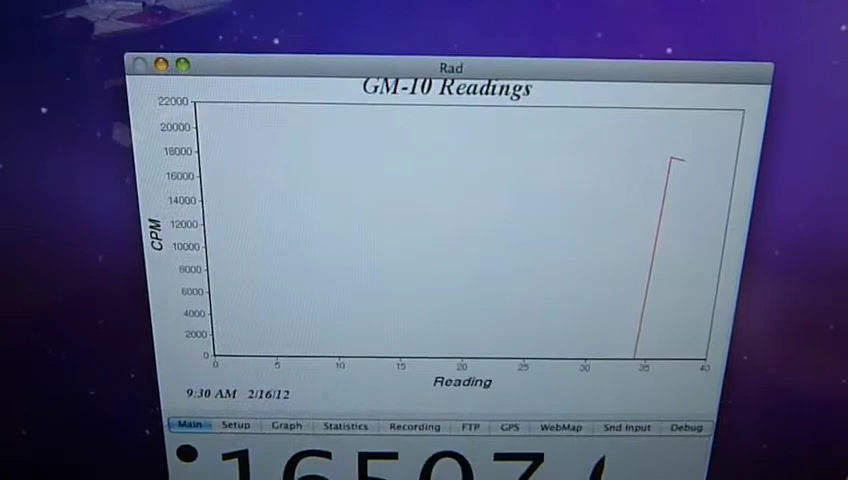 Rad
GM-10 Readings
22000
20000
18000
16000
14000
12000
10000
8000
6000
4000
2000
0
CPM
0 5 10 15 20 25 30 35 40
Reading
9:30 AM 2/16/12
Main Setup Graph Statistics Recording FTP GPS WebMap Snd Input Debug
16507